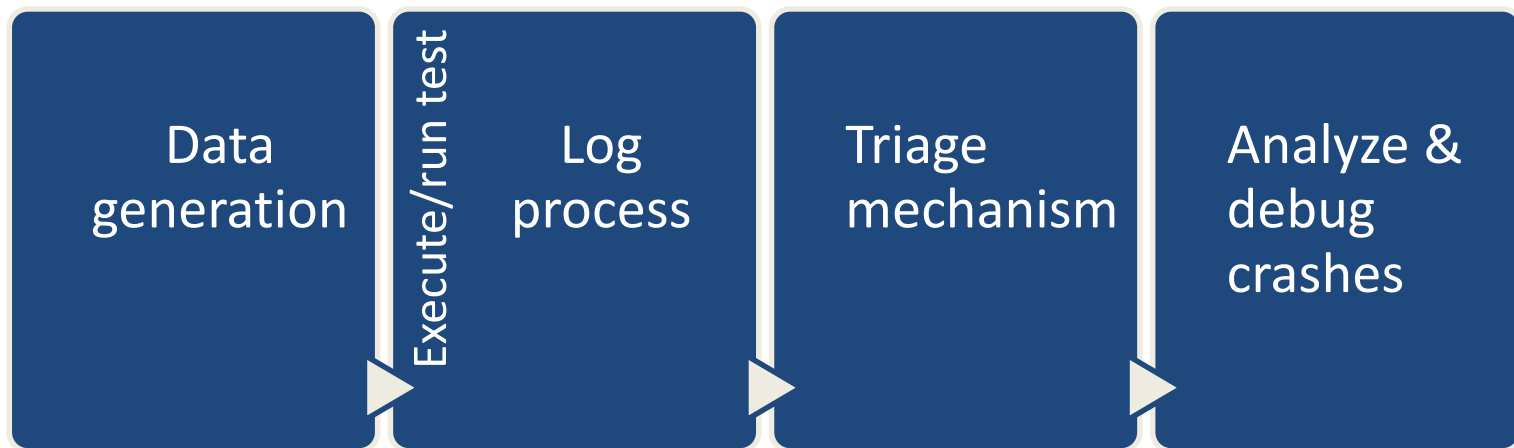 Data
generation
Execute/run test
Log
process
Triage
mechanism
Analyze &
debug
crashes